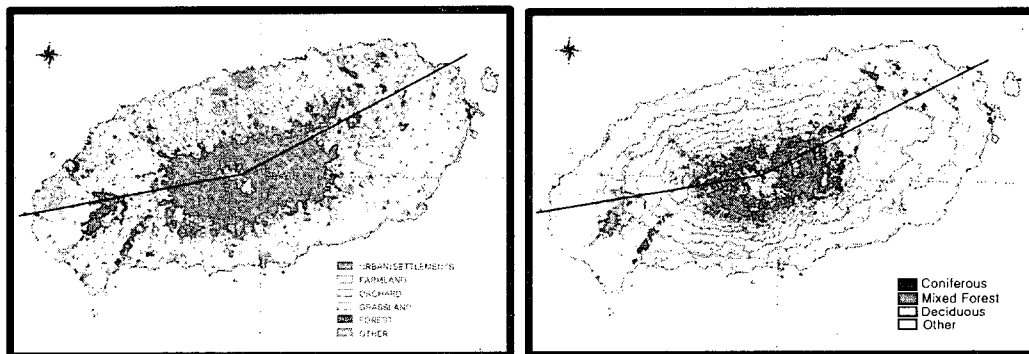 URBAN(SETTLEMENTS
FARMLAND
ORCHARD
GRASSLAND
FOREST
OTHER
Coniferous
Mixed Forest
Deciduous
Other